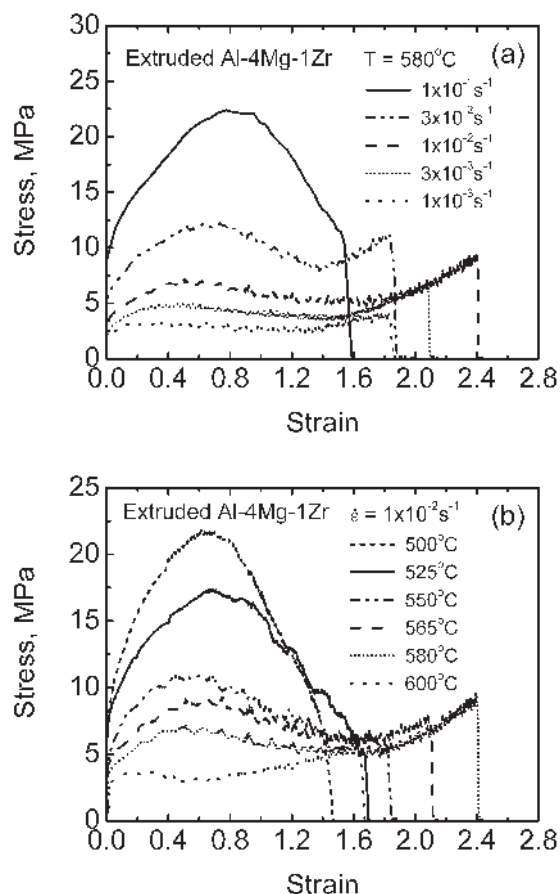 30
Extruded Al-4Mg-1Zr T = 580°C (a)
25
1x10⁻¹s⁻¹
3x10⁻²s⁻¹
20
1x10⁻²s⁻¹
3x10⁻³s⁻¹
15
1x10⁻³s⁻¹
10
5
0
Stress, MPa
0.0 0.4 0.8 1.2 1.6 2.0 2.4 2.8
Strain
25
Extruded Al-4Mg-1Zr ε̇ = 1x10⁻²s⁻¹ (b)
500°C
20
525°C
550°C
15
565°C
580°C
10
600°C
5
0
Stress, MPa
0.0 0.4 0.8 1.2 1.6 2.0 2.4 2.8
Strain